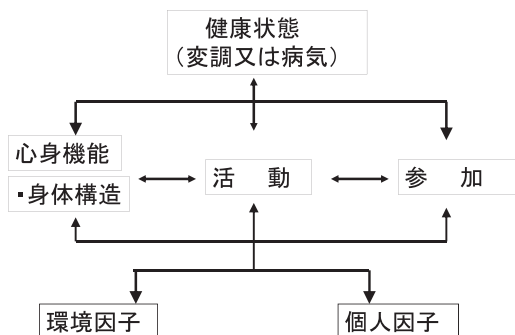 健康状態
(変調又は病気)
心身機能
・身体構造
活 動
参 加
環境因子
個人因子